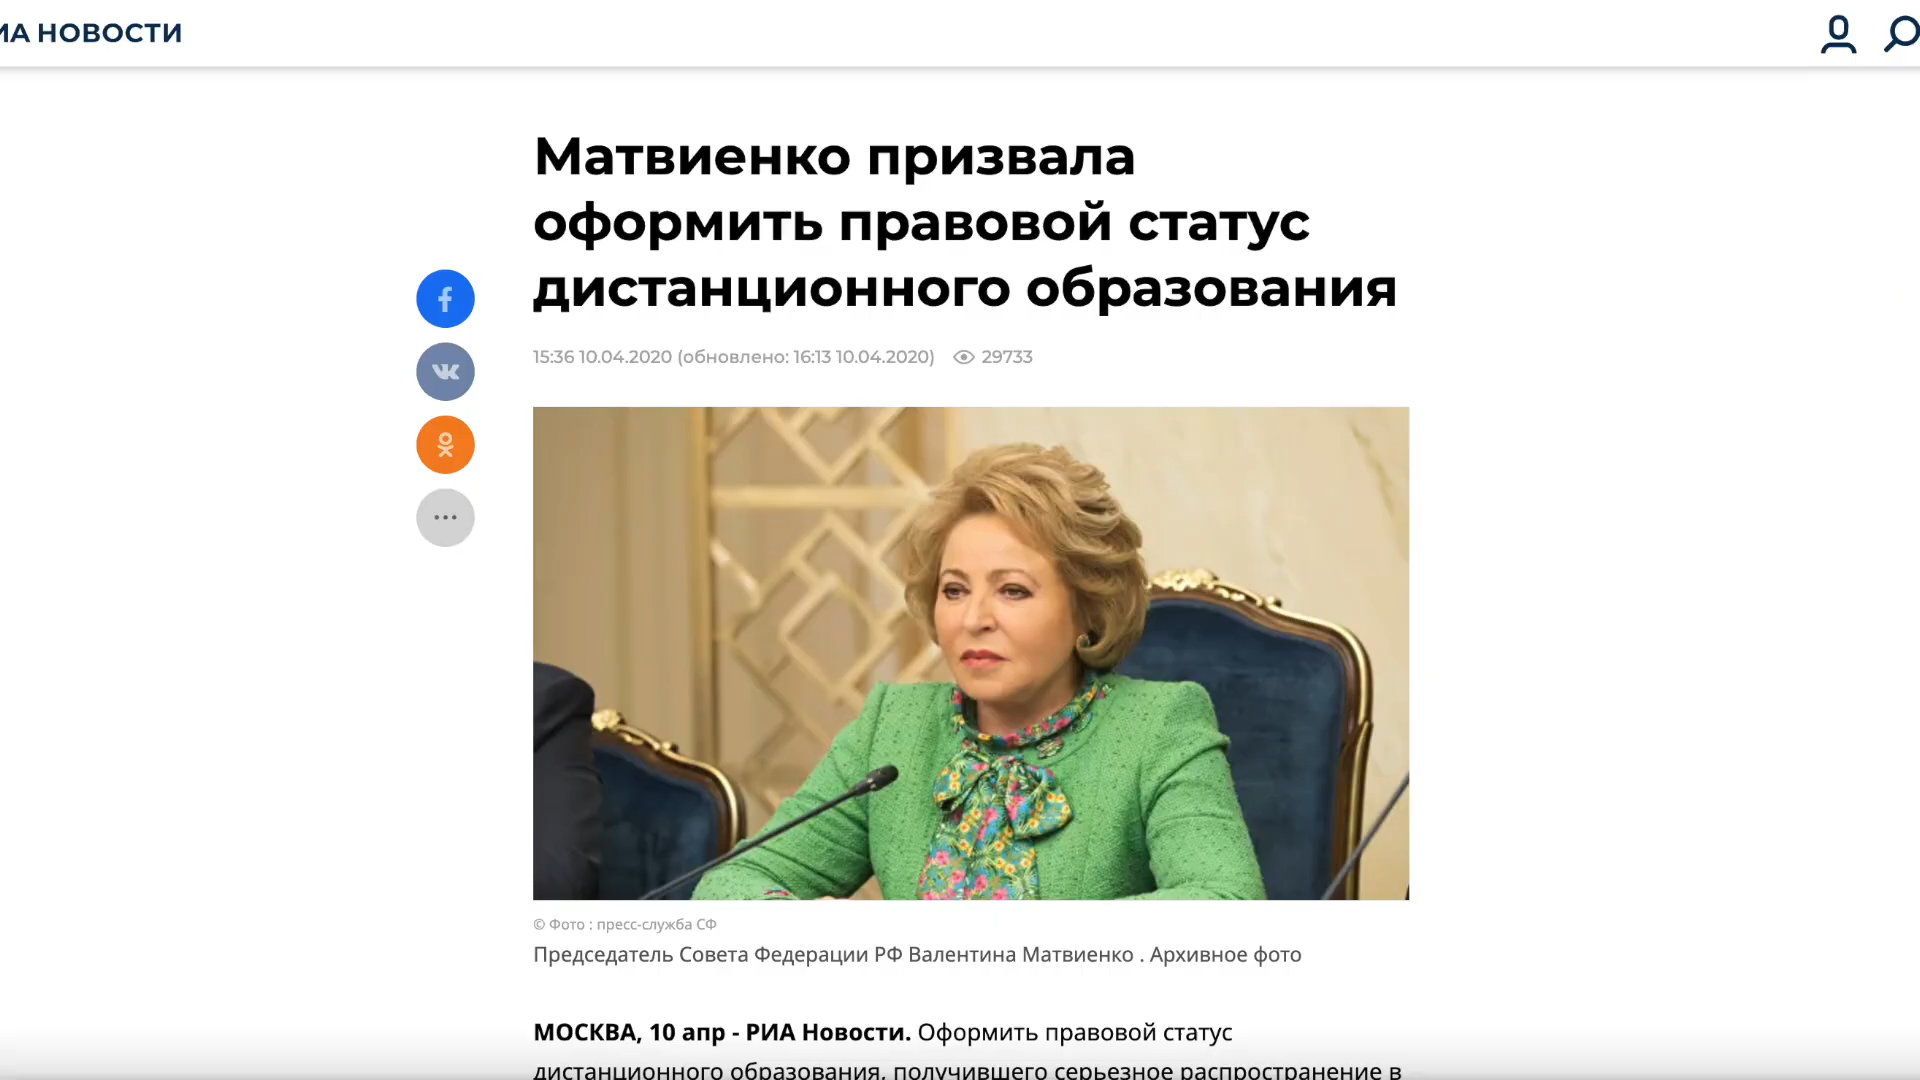 ИА НОВОСТИ
Матвиенко призвала
оформить правовой статус
дистанционного образования
15:36 10.04.2020 (обновлено: 16:13 10.04.2020) 29733
© Фото : пресс-служба СФ
Председатель Совета Федерации РФ Валентина Матвиенко . Архивное фото
МОСКВА, 10 апр - РИА Новости. Оформить правовой статус
дистанционного образования, получившего серьезное распространение в